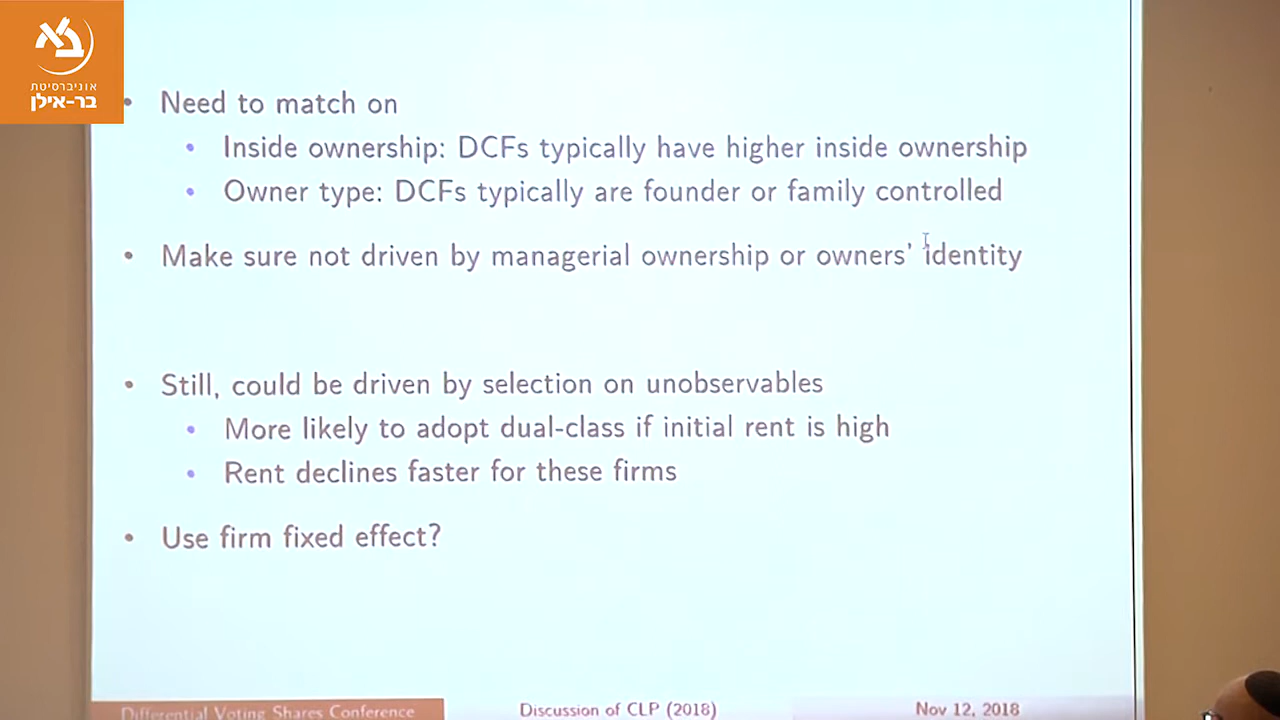 אוניברסיטת
בר-אילן
• Need to match on
• Inside ownership: DCFs typically have higher inside ownership
• Owner type: DCFs typically are founder or family controlled
• Make sure not driven by managerial ownership or owners' identity
• Still, could be driven by selection on unobservables
• More likely to adopt dual-class if initial rent is high
• Rent declines faster for these firms
• Use firm fixed effect?
Differential Voting Shares Conference
Discussion of CLP (2018)
Nov 12, 2018